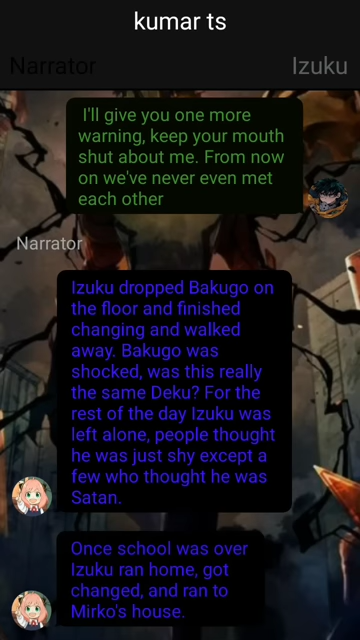 kumar ts
Narrator
Izuku
I'll give you one more
warning, keep your mouth
shut about me. From now
on we've never even met
each other
Narrator
Izuku dropped Bakugo on
the floor and finished
changing and walked
away. Bakugo was
shocked, was this really
the same Deku? For the
rest of the day Izuku was
left alone, people thought
he was just shy except a
few who thought he was
Satan.
Once school was over
Izuku ran home, got
changed, and ran to
Mirko's house.